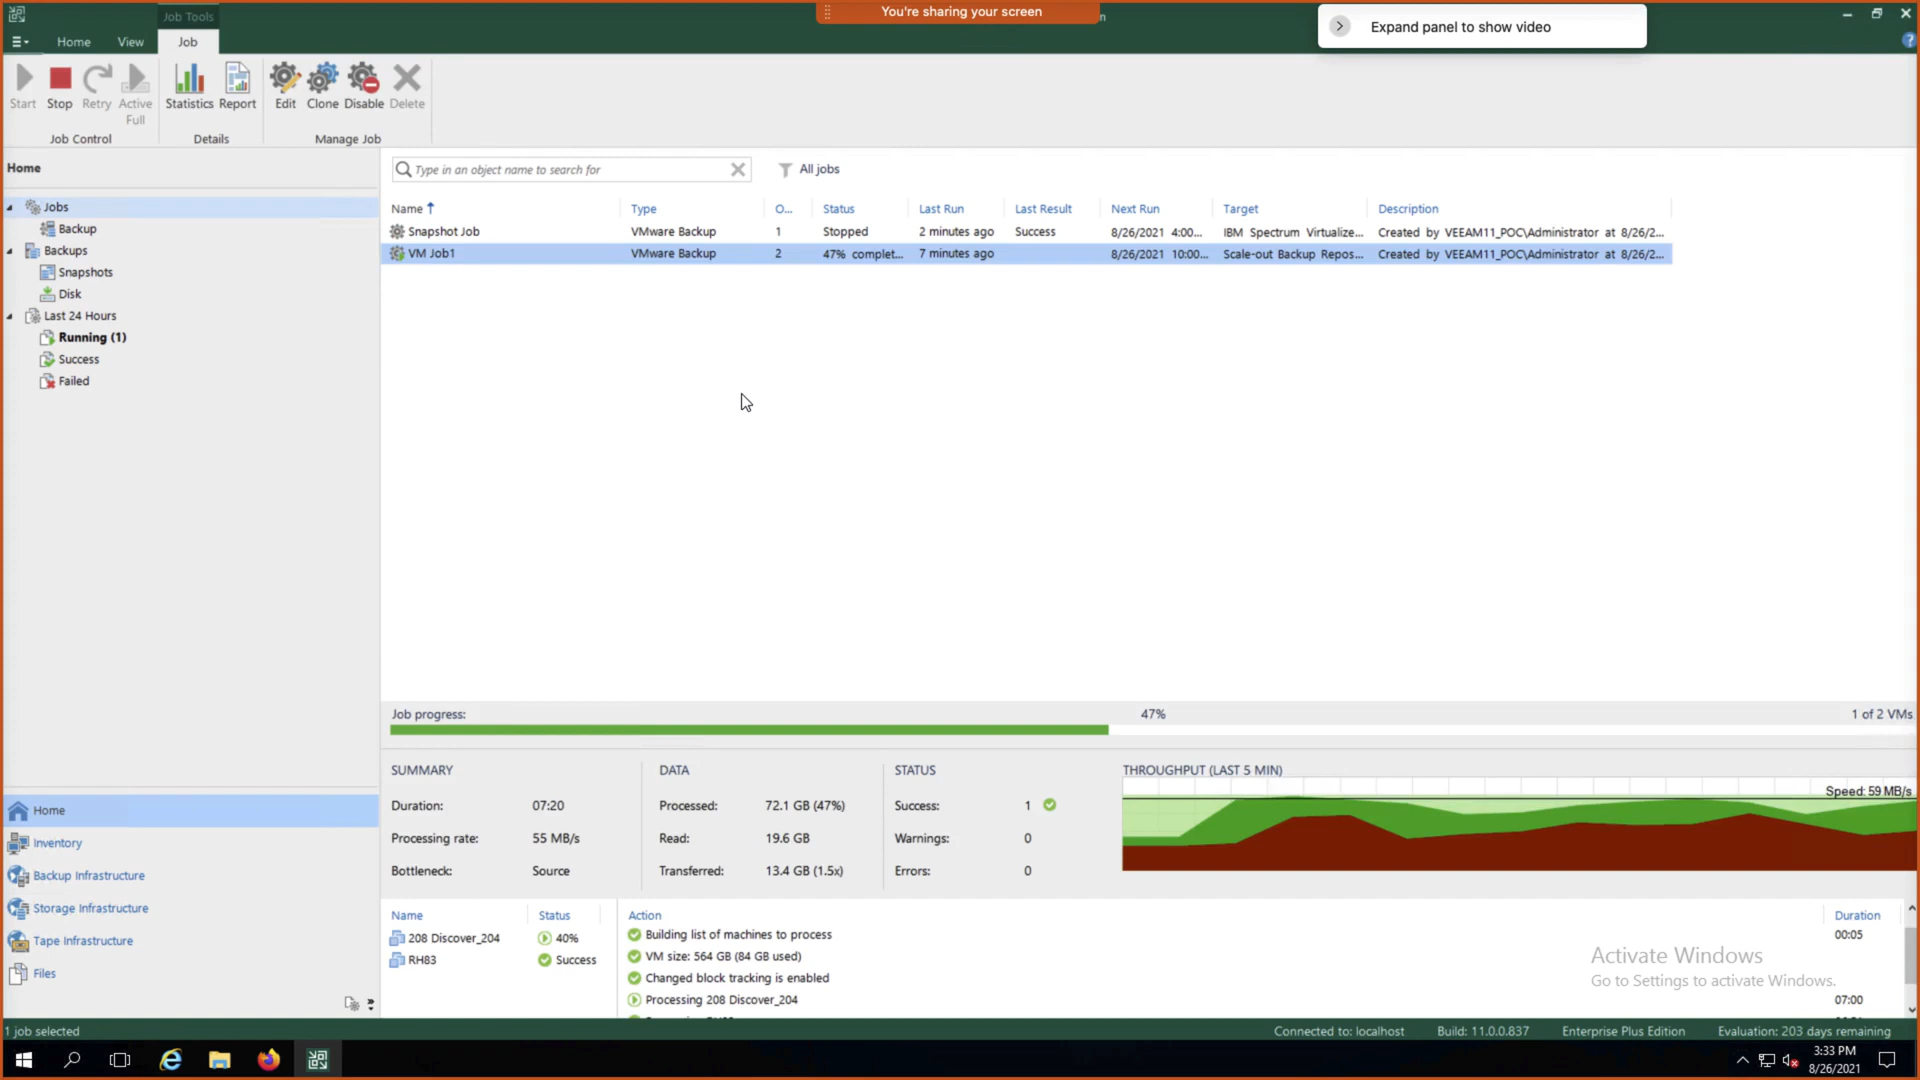 Job Tools
You're sharing your screen
Expand panel to show video
Home
View
Job
Start
Stop
Retry
Active Full
Statistics
Report
Edit
Clone
Disable
Delete
Job Control
Details
Manage Job
Home
Type in an object name to search for
All jobs
Jobs
Backup
Backups
Snapshots
Disk
Last 24 Hours
Running (1)
Success
Failed
Name Type O... Status Last Run Last Result Next Run Target Description
Snapshot Job VMware Backup 1 Stopped 2 minutes ago Success 8/26/2021 4:00... IBM Spectrum Virtualize... Created by VEEAM11_POC\Administrator at 8/26/2...
VM Job1 VMware Backup 2 47% complet... 7 minutes ago 8/26/2021 10:00... Scale-out Backup Repos... Created by VEEAM11_POC\Administrator at 8/26/2...
Job progress: 47% 1 of 2 VMs
SUMMARY
Duration: 07:20
Processing rate: 55 MB/s
Bottleneck: Source
DATA
Processed: 72.1 GB (47%)
Read: 19.6 GB
Transferred: 13.4 GB (1.5x)
STATUS
Success: 1
Warnings: 0
Errors: 0
THROUGHPUT (LAST 5 MIN)
Speed: 59 MB/s
Home
Inventory
Backup Infrastructure
Storage Infrastructure
Tape Infrastructure
Files
Name Status
208 Discover_204 40%
RH83 Success
Action Duration
Building list of machines to process 00:05
VM size: 564 GB (84 GB used)
Changed block tracking is enabled
Processing 208 Discover_204 07:00
Activate Windows
Go to Settings to activate Windows.
1 job selected
Connected to: localhost
Build: 11.0.0.837
Enterprise Plus Edition
Evaluation: 203 days remaining
3:33 PM
8/26/2021